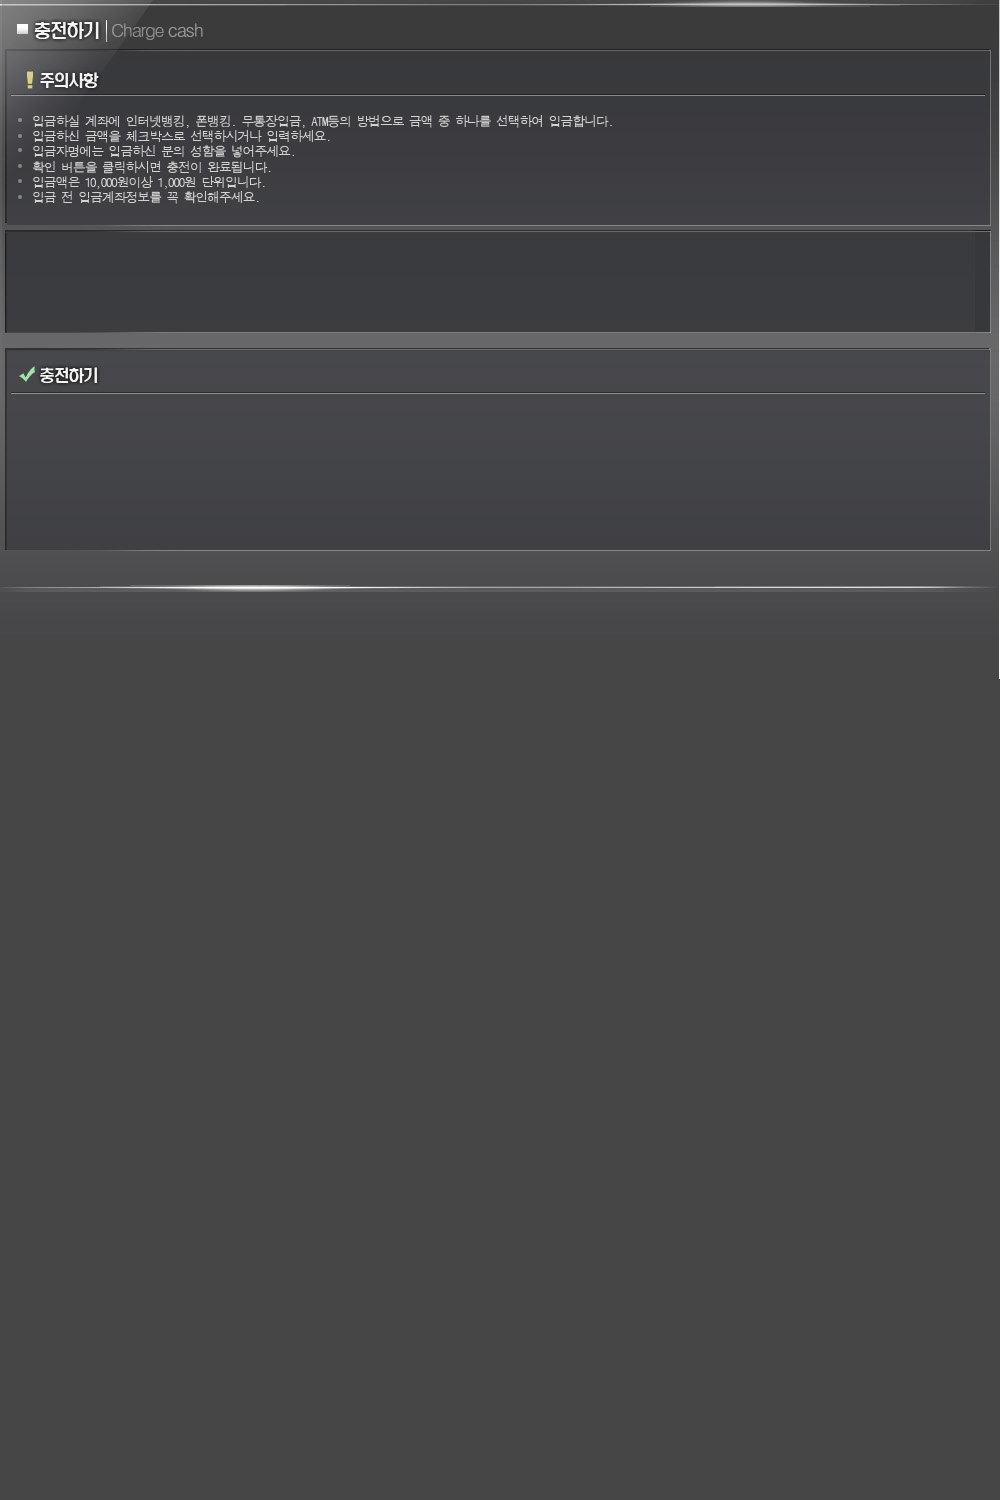 충전하기 Charge cash
주의사항
입금하실 계좌에 인터넷뱅킹, 폰뱅킹. 무통장입금, ATM등의 방법으로 금액 중 하나를 선택하여 입금합니다.
입금하신 금액을 체크박스로 선택하시거나 입력하세요.
입금자명에는 입금하신 분의 성함을 넣어주세요.
확인 버튼을 클릭하시면 충전이 완료됩니다.
입금액은 10,000원이상 1,000원 단위입니다.
입금 전 입금계좌정보를 꼭 확인해주세요.
충전하기